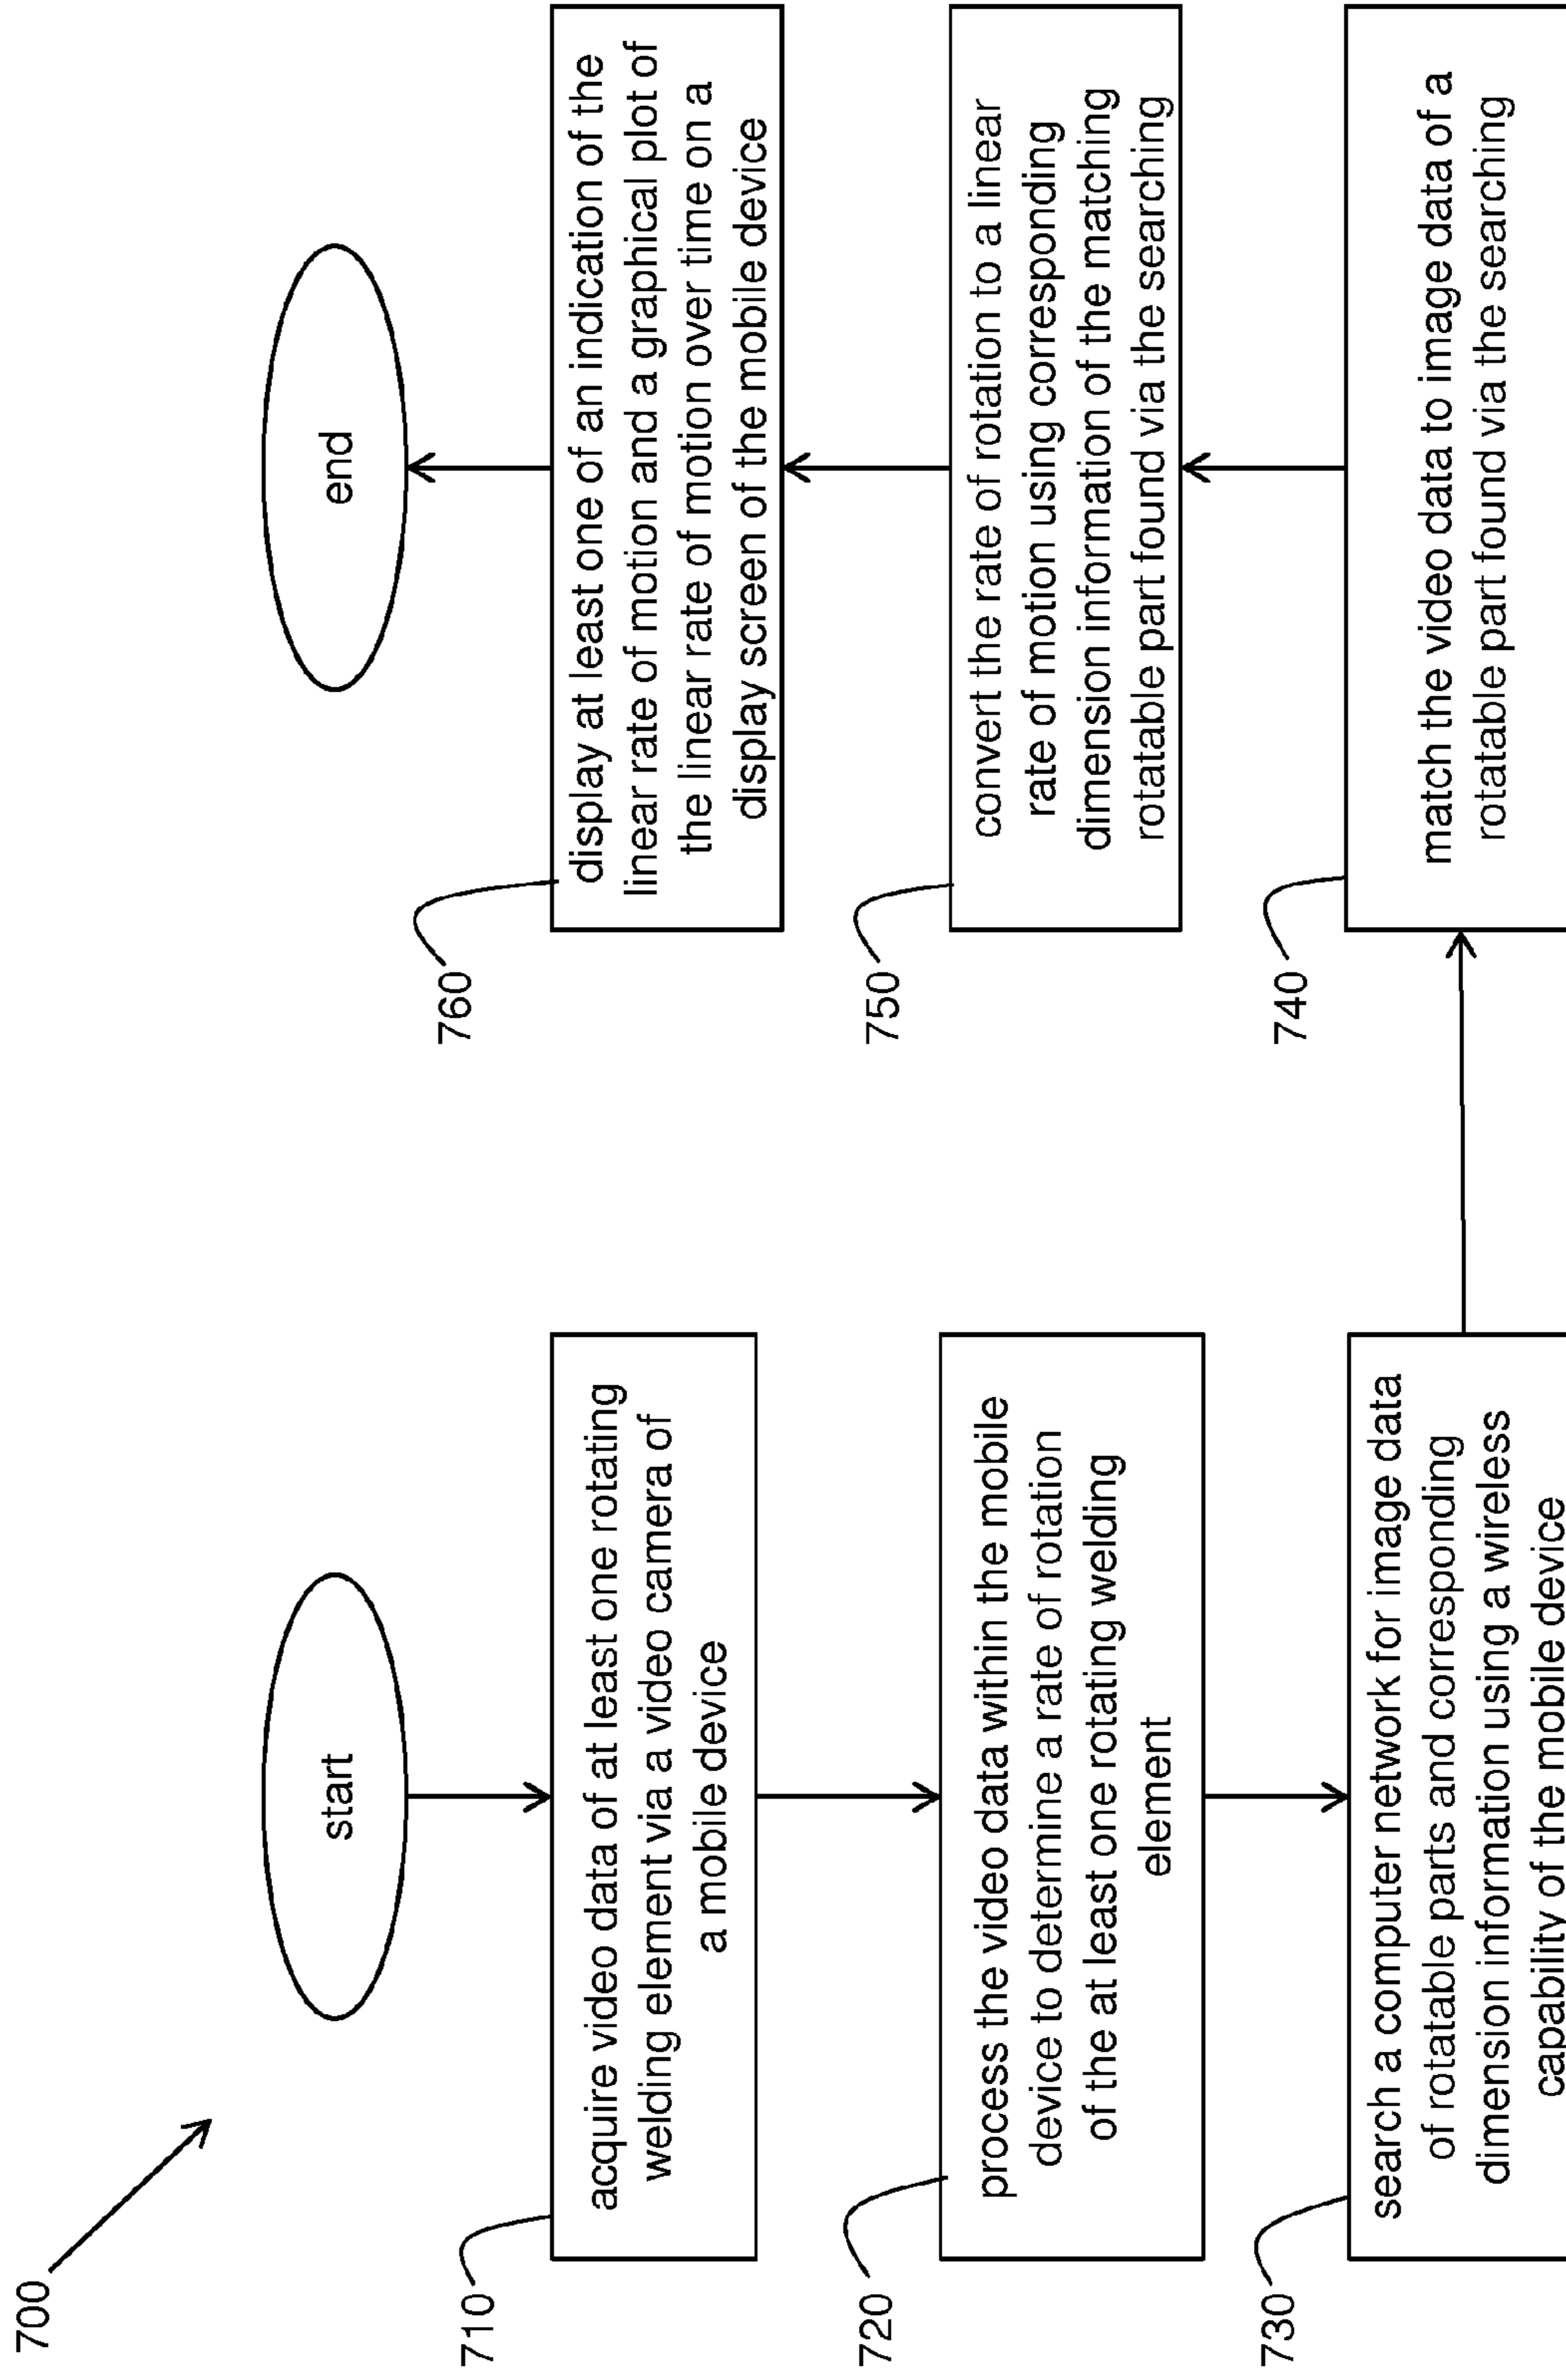 700
start
710
acquire video data of at least one rotating
welding element via a video camera of
a mobile device
720
process the video data within the mobile
device to determine a rate of rotation
of the at least one rotating welding
element
730
search a computer network for image data
of rotatable parts and corresponding
dimension information using a wireless
capability of the mobile device
740
match the video data to image data of a
rotatable part found via the searching
750
convert the rate of rotation to a linear
rate of motion using corresponding
dimension information of the matching
rotatable part found via the searching
760
display at least one of an indication of the
linear rate of motion and a graphical plot of
the linear rate of motion over time on a
display screen of the mobile device
end